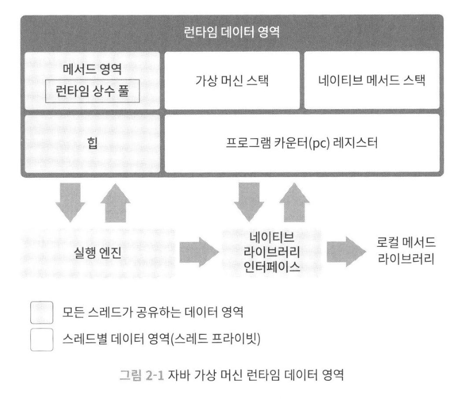 런타임 데이터 영역
메서드 영역
런타임 상수 풀
가상 머신 스택
네이티브 메서드 스택
힙
프로그램 카운터(pc) 레지스터
실행 엔진
네이티브
라이브러리
인터페이스
로컬 메서드
라이브러리
모든 스레드가 공유하는 데이터 영역
스레드별 데이터 영역(스레드 프라이빗)
그림 2-1 자바 가상 머신 런타임 데이터 영역